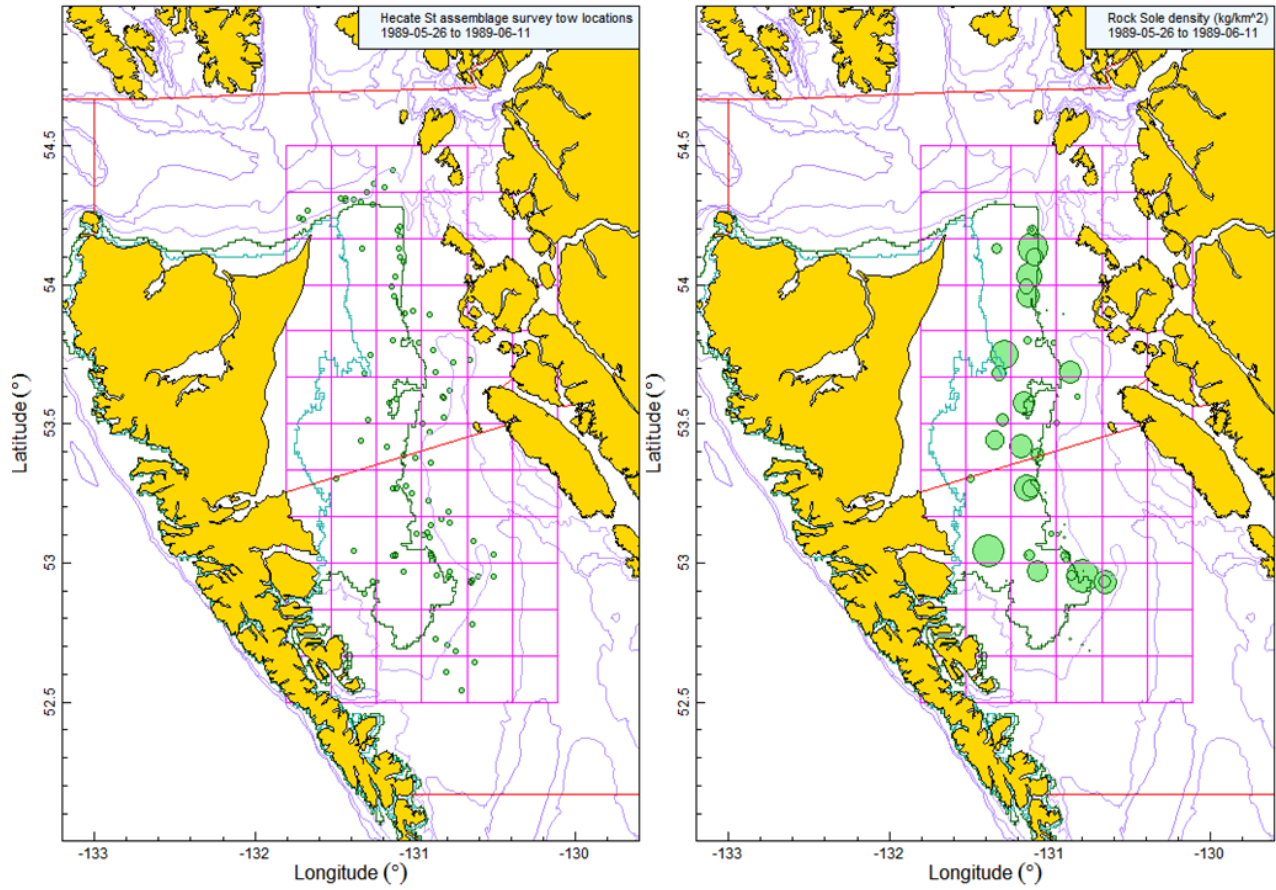 Hecate St assemblage survey tow locations
1989-05-26 to 1989-06-11
54.5
54
53.5
53
52.5
Latitude (°)
-133
-132
-131
-130
Longitude (°)
Rock Sole density (kg/km^2)
1989-05-26 to 1989-06-11
54.5
54
53.5
53
52.5
Latitude (°)
-133
-132
-131
-130
Longitude (°)